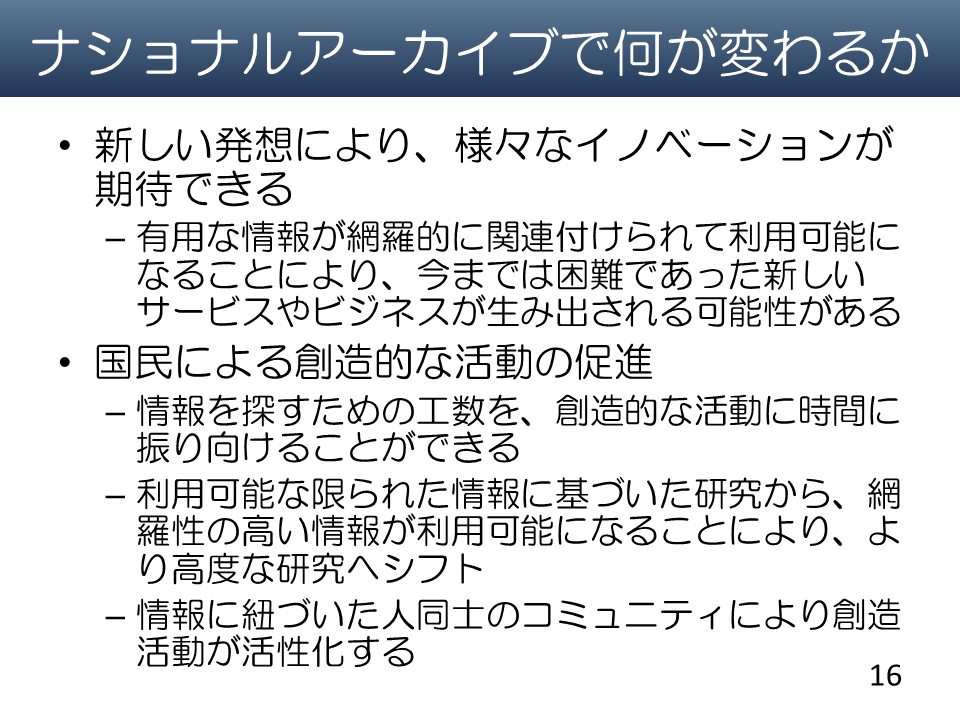 ナショナルアーカイブで何が変わるか
• 新しい発想により、様々なイノベーションが
期待できる
– 有用な情報が網羅的に関連付けられて利用可能に
なることにより、今までは困難であった新しい
サービスやビジネスが生み出される可能性がある
• 国民による創造的な活動の促進
– 情報を探すための工数を、創造的な活動に時間に
振り向けることができる
– 利用可能な限られた情報に基づいた研究から、網
羅性の高い情報が利用可能になることにより、よ
り高度な研究へシフト
– 情報に紐づいた人同士のコミュニティにより創造
活動が活性化する
16